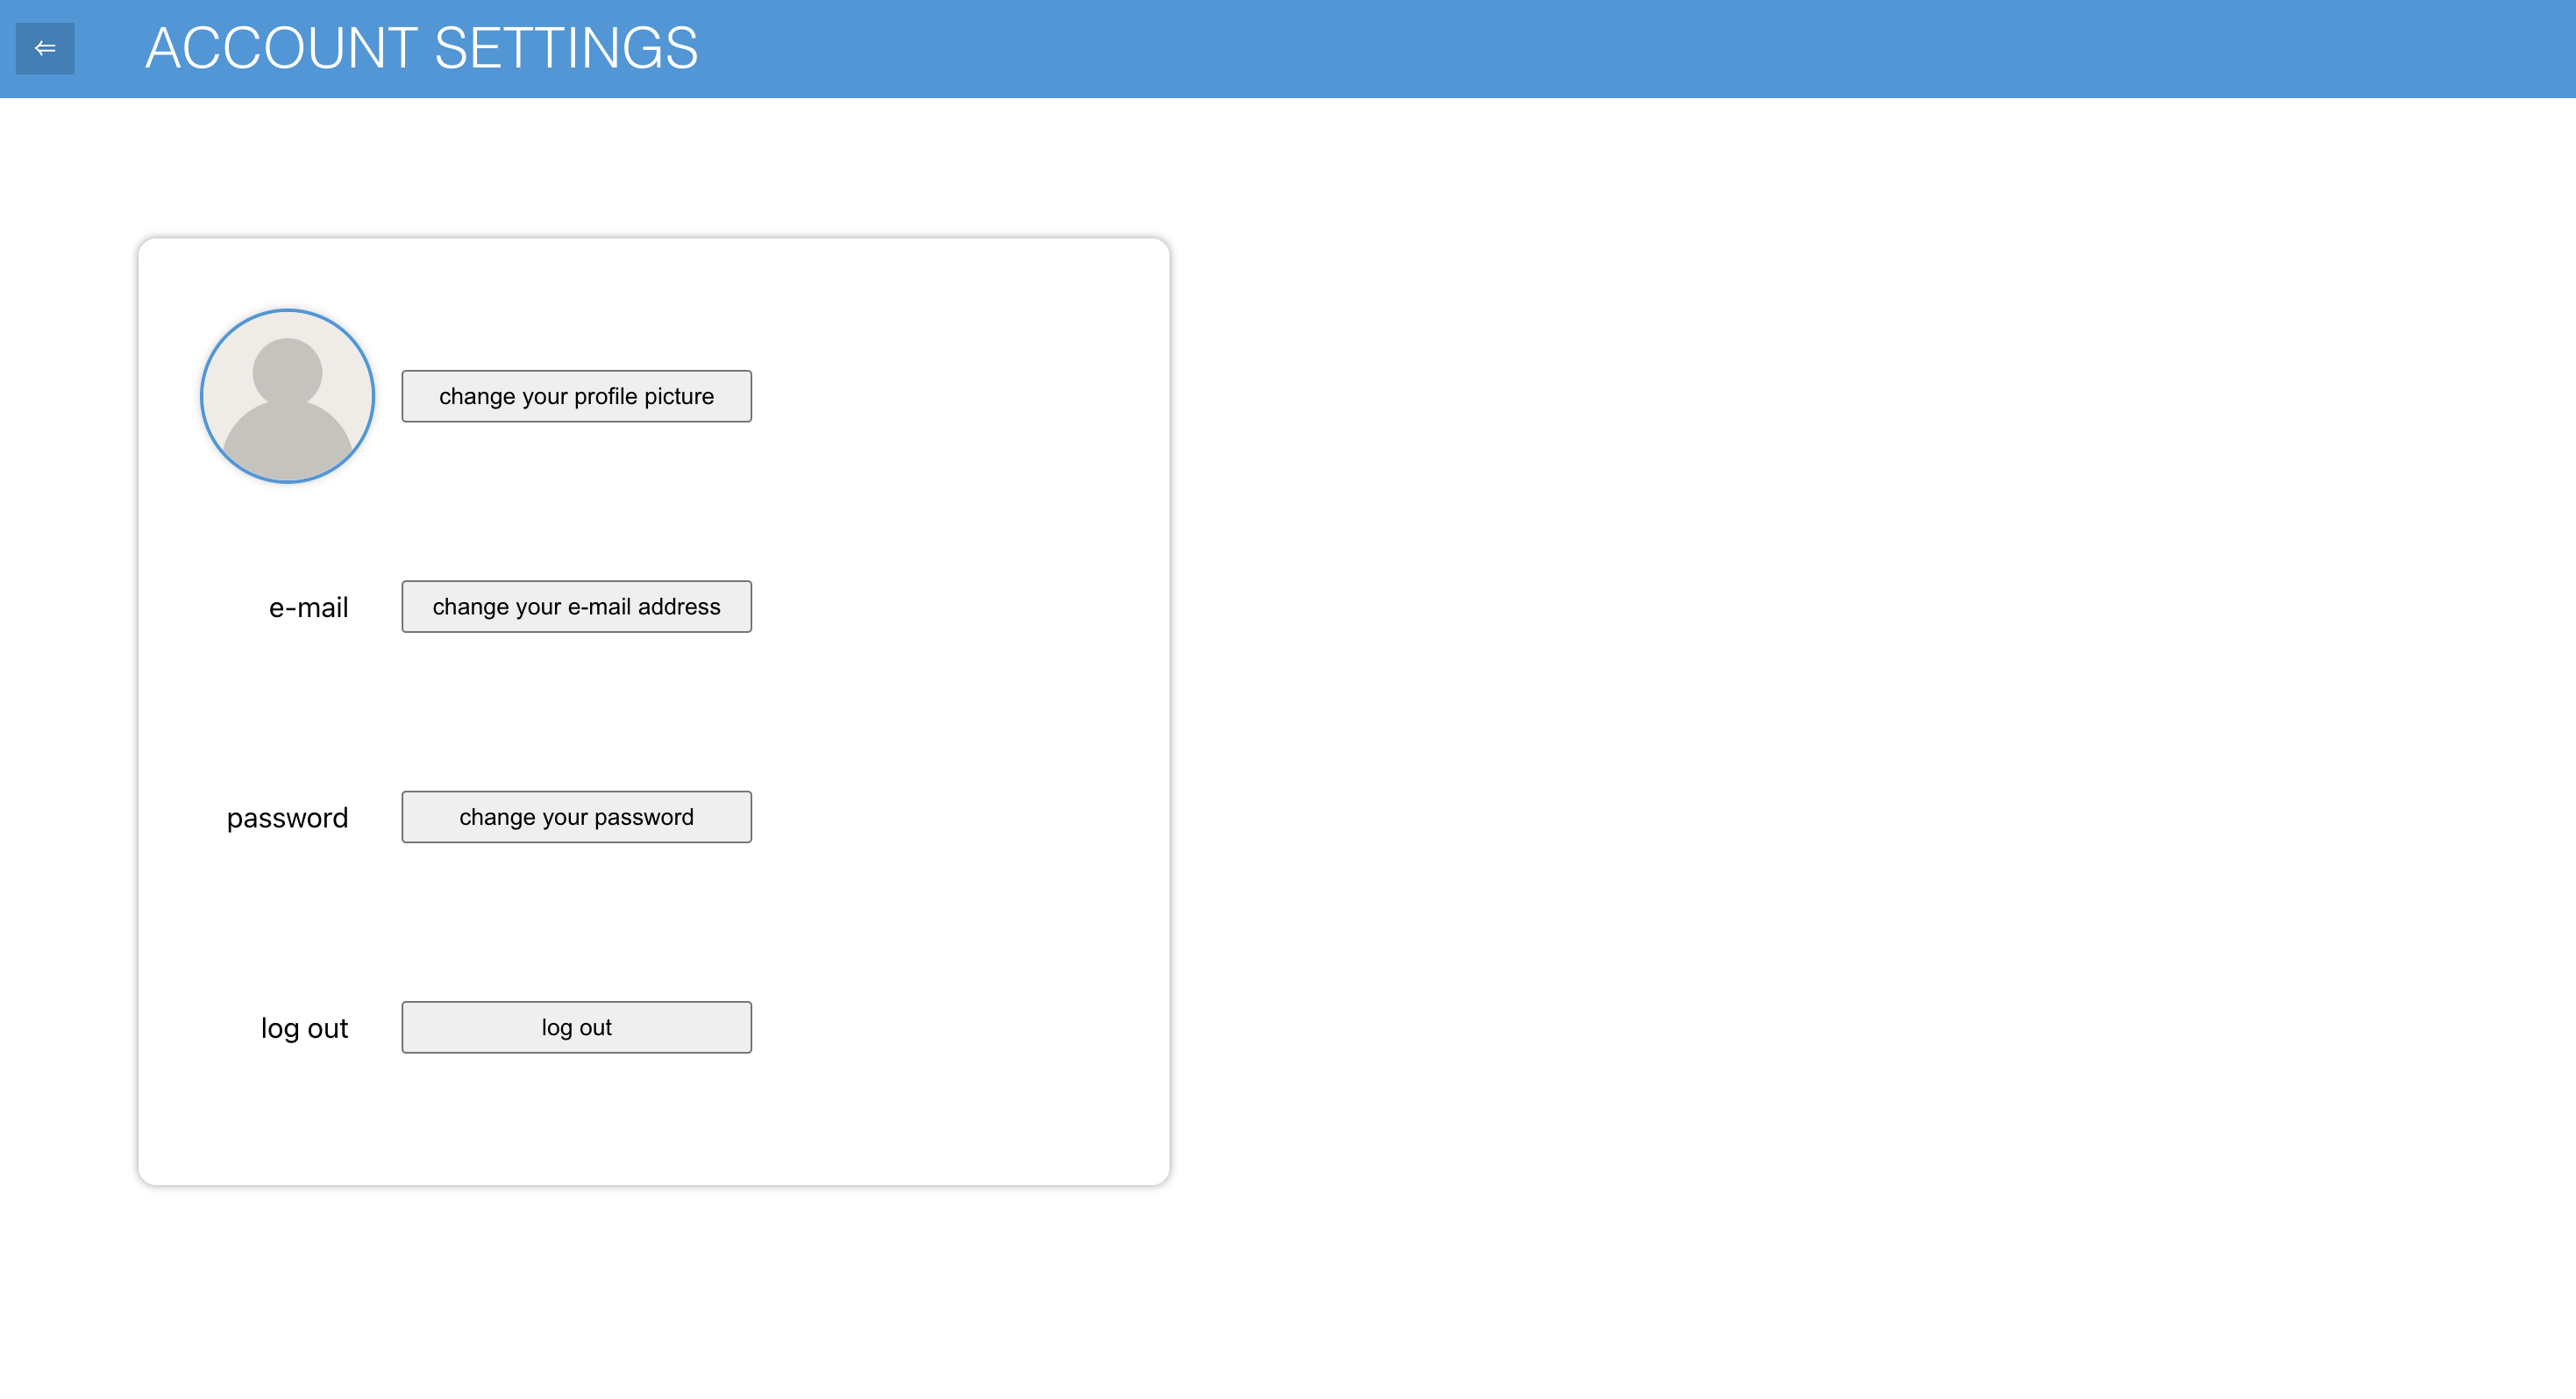 ⇐ ACCOUNT SETTINGS
change your profile picture
e-mail change your e-mail address
password change your password
log out log out